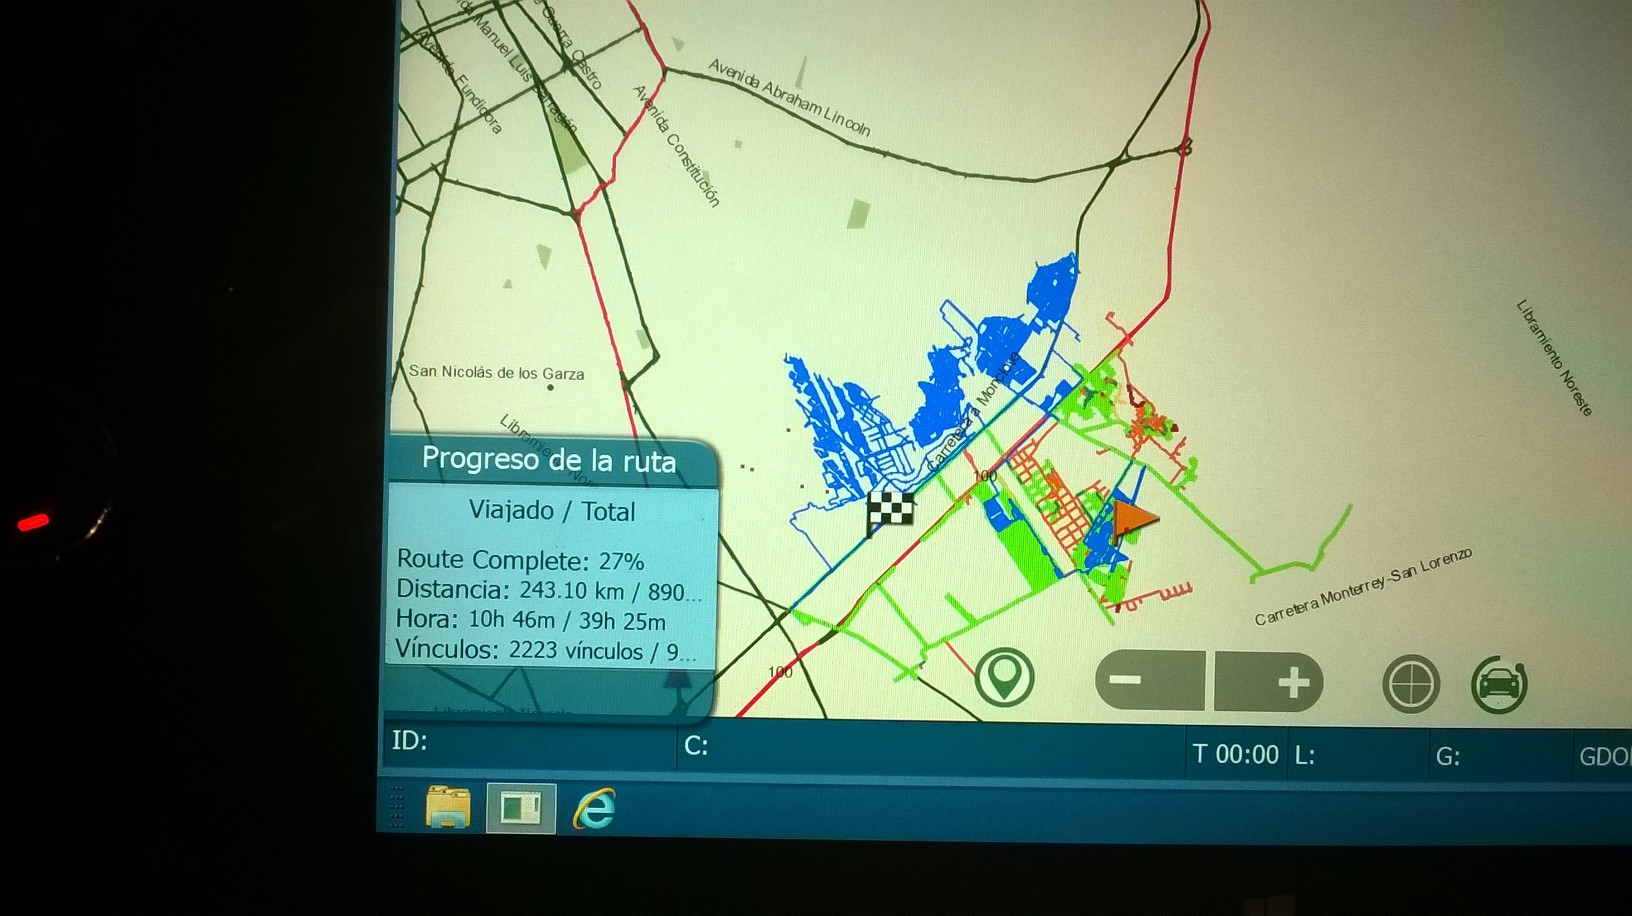 Avenida Fundidora
Manuel Luis Barragán
Guerra Castro
Avenida Constitución
Avenida Abraham Lincoln
San Nicolás de los Garza
Carretera a Monclova
Libramiento Noreste
100
100
Carretera Monterrey-San Lorenzo
Progreso de la ruta
Viajado / Total
Route Complete: 27%
Distancia: 243.10 km / 890...
Hora: 10h 46m / 39h 25m
Vínculos: 2223 vínculos / 9...
ID:
C:
T 00:00
L:
G: